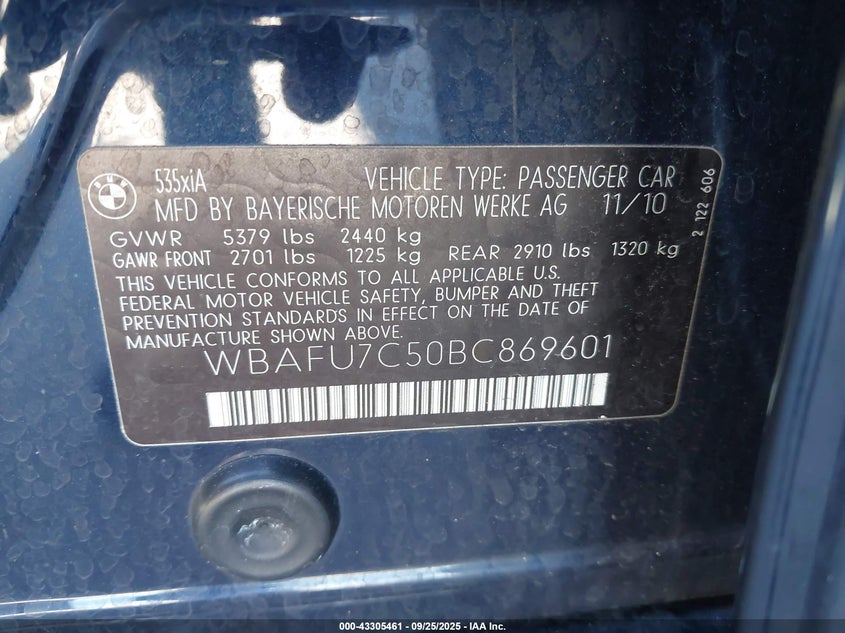 BMW
535xiA VEHICLE TYPE: PASSENGER CAR
MFD BY BAYERISCHE MOTOREN WERKE AG 11/10
GVWR 5379 lbs 2440 kg
GAWR FRONT 2701 lbs 1225 kg REAR 2910 lbs 1320 kg
THIS VEHICLE CONFORMS TO ALL APPLICABLE U.S.
FEDERAL MOTOR VEHICLE SAFETY, BUMPER AND THEFT
PREVENTION STANDARDS IN EFFECT ON THE DATE OF
MANUFACTURE SHOWN ABOVE.
WBAFU7C50BC869601
2 122 606
000-43305461 - 09/25/2025 - IAA Inc.